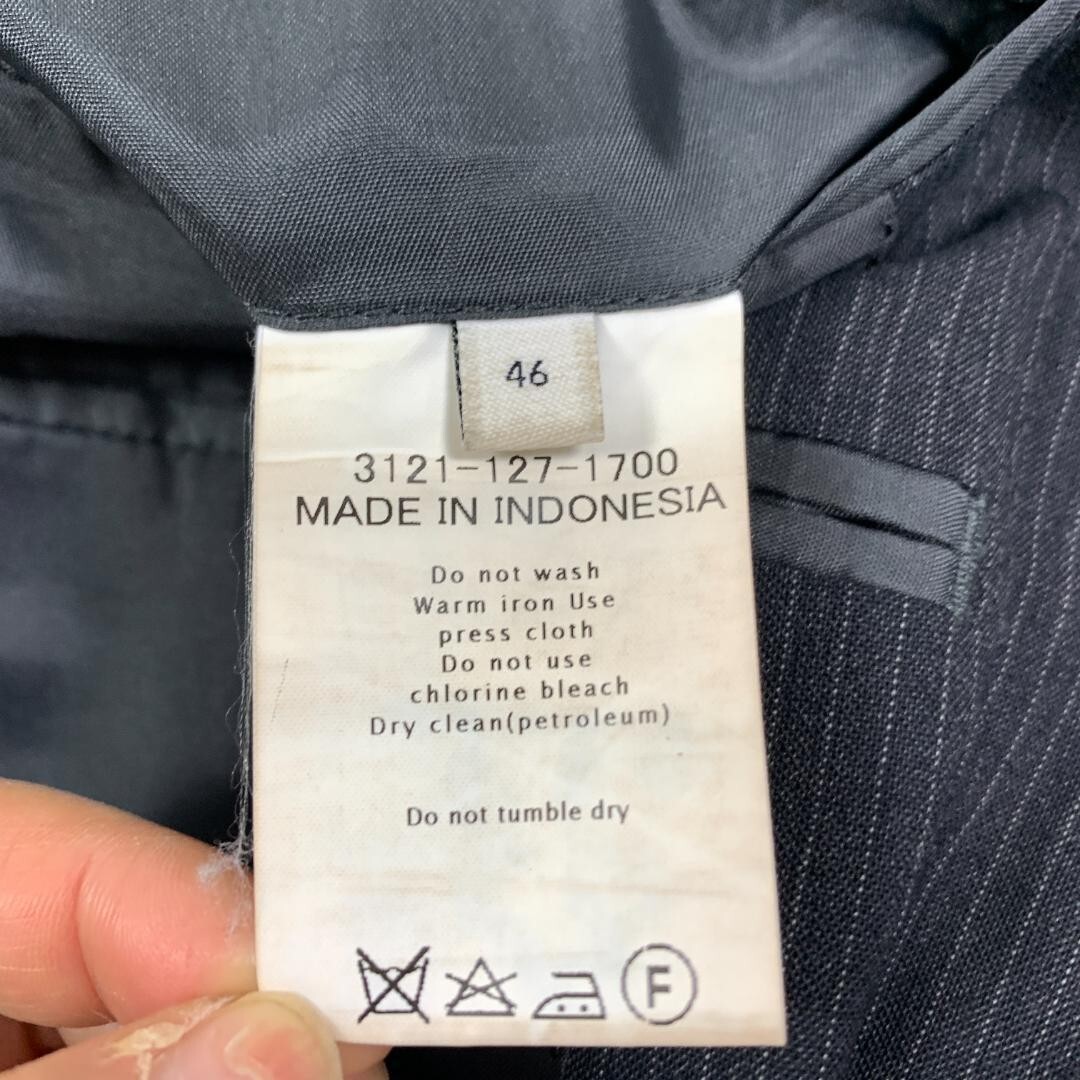 46
3121-127-1700
MADE IN INDONESIA
Do not wash
Warm iron Use
press cloth
Do not use
chlorine bleach
Dry clean(petroleum)
Do not tumble dry
F